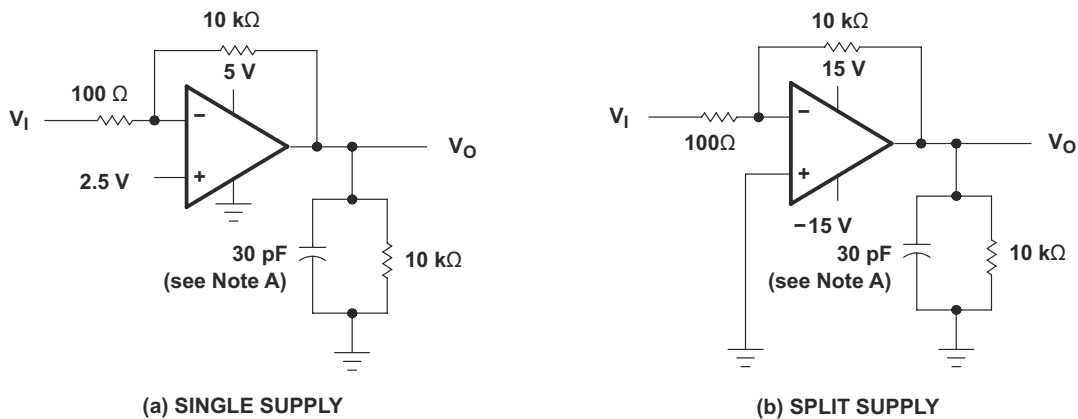 10 kΩ
5 V
100 Ω
V_I
−
+
2.5 V
V_O
30 pF
(see Note A)
10 kΩ
(a) SINGLE SUPPLY
10 kΩ
15 V
V_I
100Ω
−
+
−15 V
V_O
30 pF
(see Note A)
10 kΩ
(b) SPLIT SUPPLY